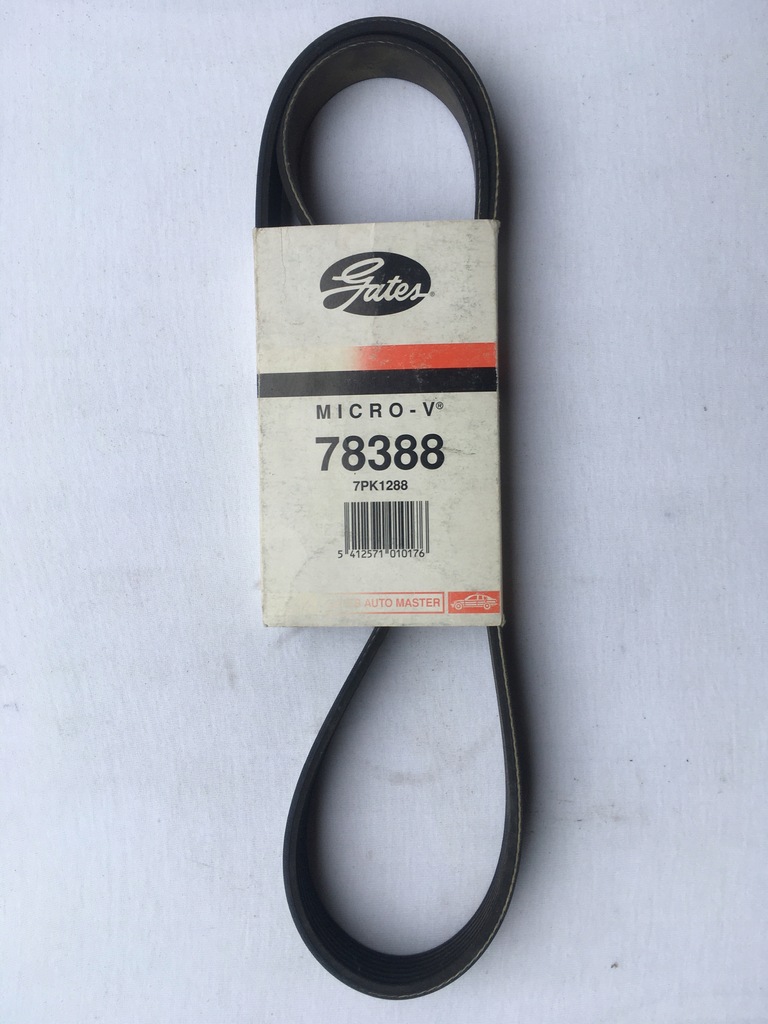 Gates
MICRO-V®
78388
7PK1288
5 412571 010176
AUTO MASTER